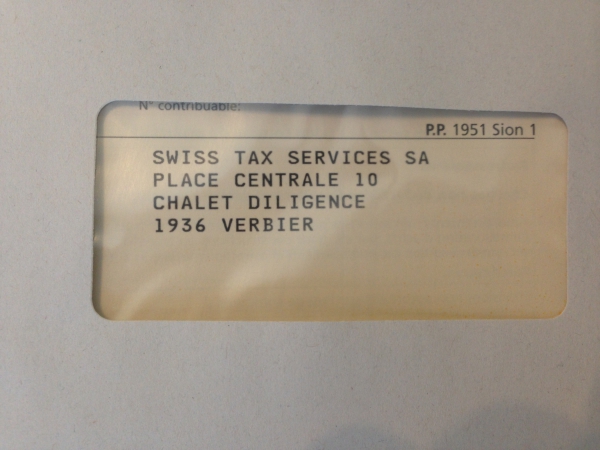 N° contribuable:
P.P. 1951 Sion 1
SWISS TAX SERVICES SA
PLACE CENTRALE 10
CHALET DILIGENCE
1936 VERBIER